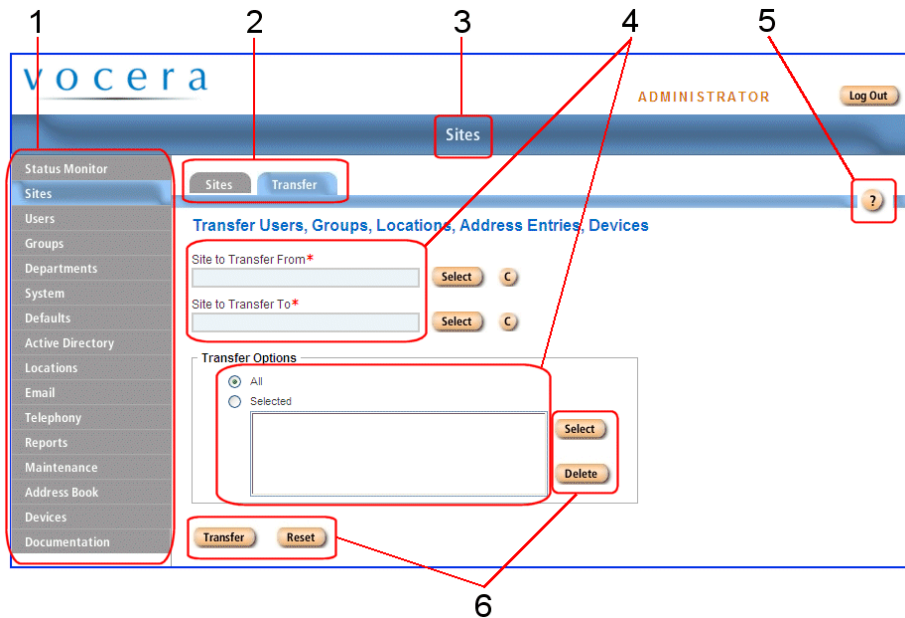 1 2 3 4 5
vocera
ADMINISTRATOR Log Out
Sites
Status Monitor
Sites
Users
Groups
Departments
System
Defaults
Active Directory
Locations
Email
Telephony
Reports
Maintenance
Address Book
Devices
Documentation
Sites Transfer
?
Transfer Users, Groups, Locations, Address Entries, Devices
Site to Transfer From*
Select C
Site to Transfer To*
Select C
Transfer Options
All
Selected
Select
Delete
Transfer Reset
6